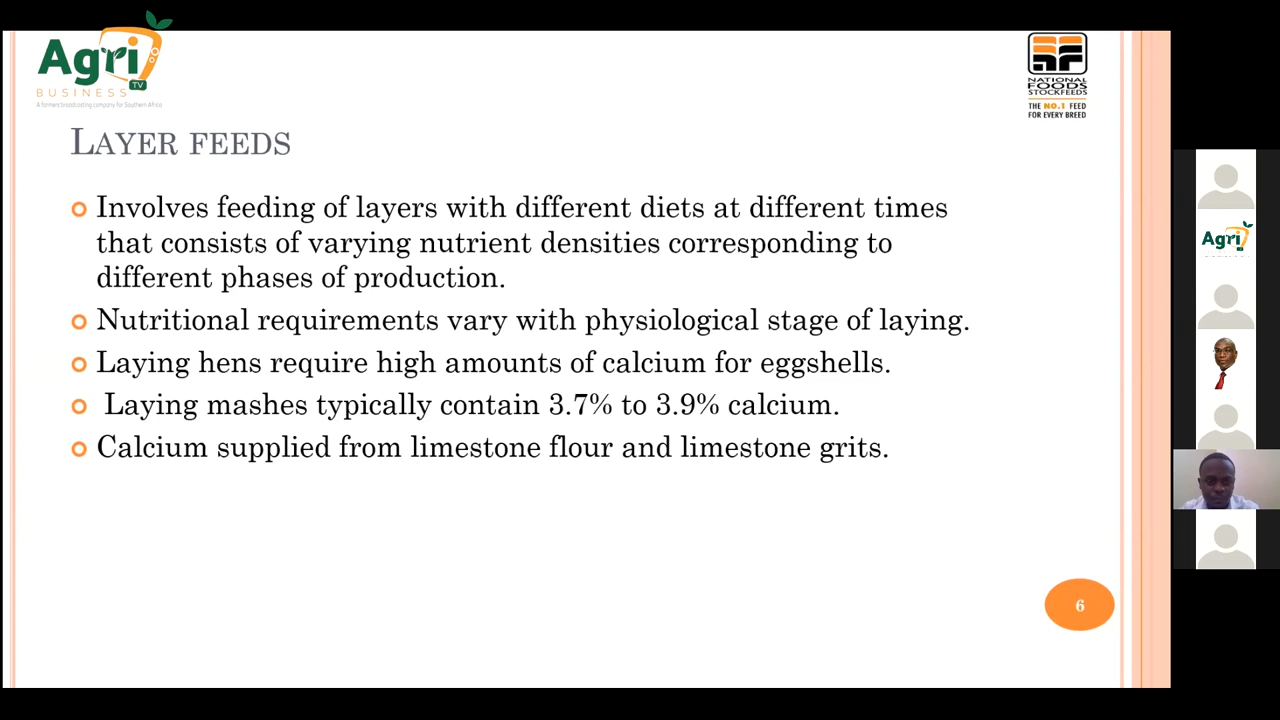 Agri
TV
BUSINESS
A farmers broadcasting company for Southern Africa
NATIONAL
FOODS
STOCKFEEDS
THE NO.1 FEED
FOR EVERY BREED
LAYER FEEDS
Involves feeding of layers with different diets at different times
that consists of varying nutrient densities corresponding to
different phases of production.
Nutritional requirements vary with physiological stage of laying.
Laying hens require high amounts of calcium for eggshells.
Laying mashes typically contain 3.7% to 3.9% calcium.
Calcium supplied from limestone flour and limestone grits.
6
Agri